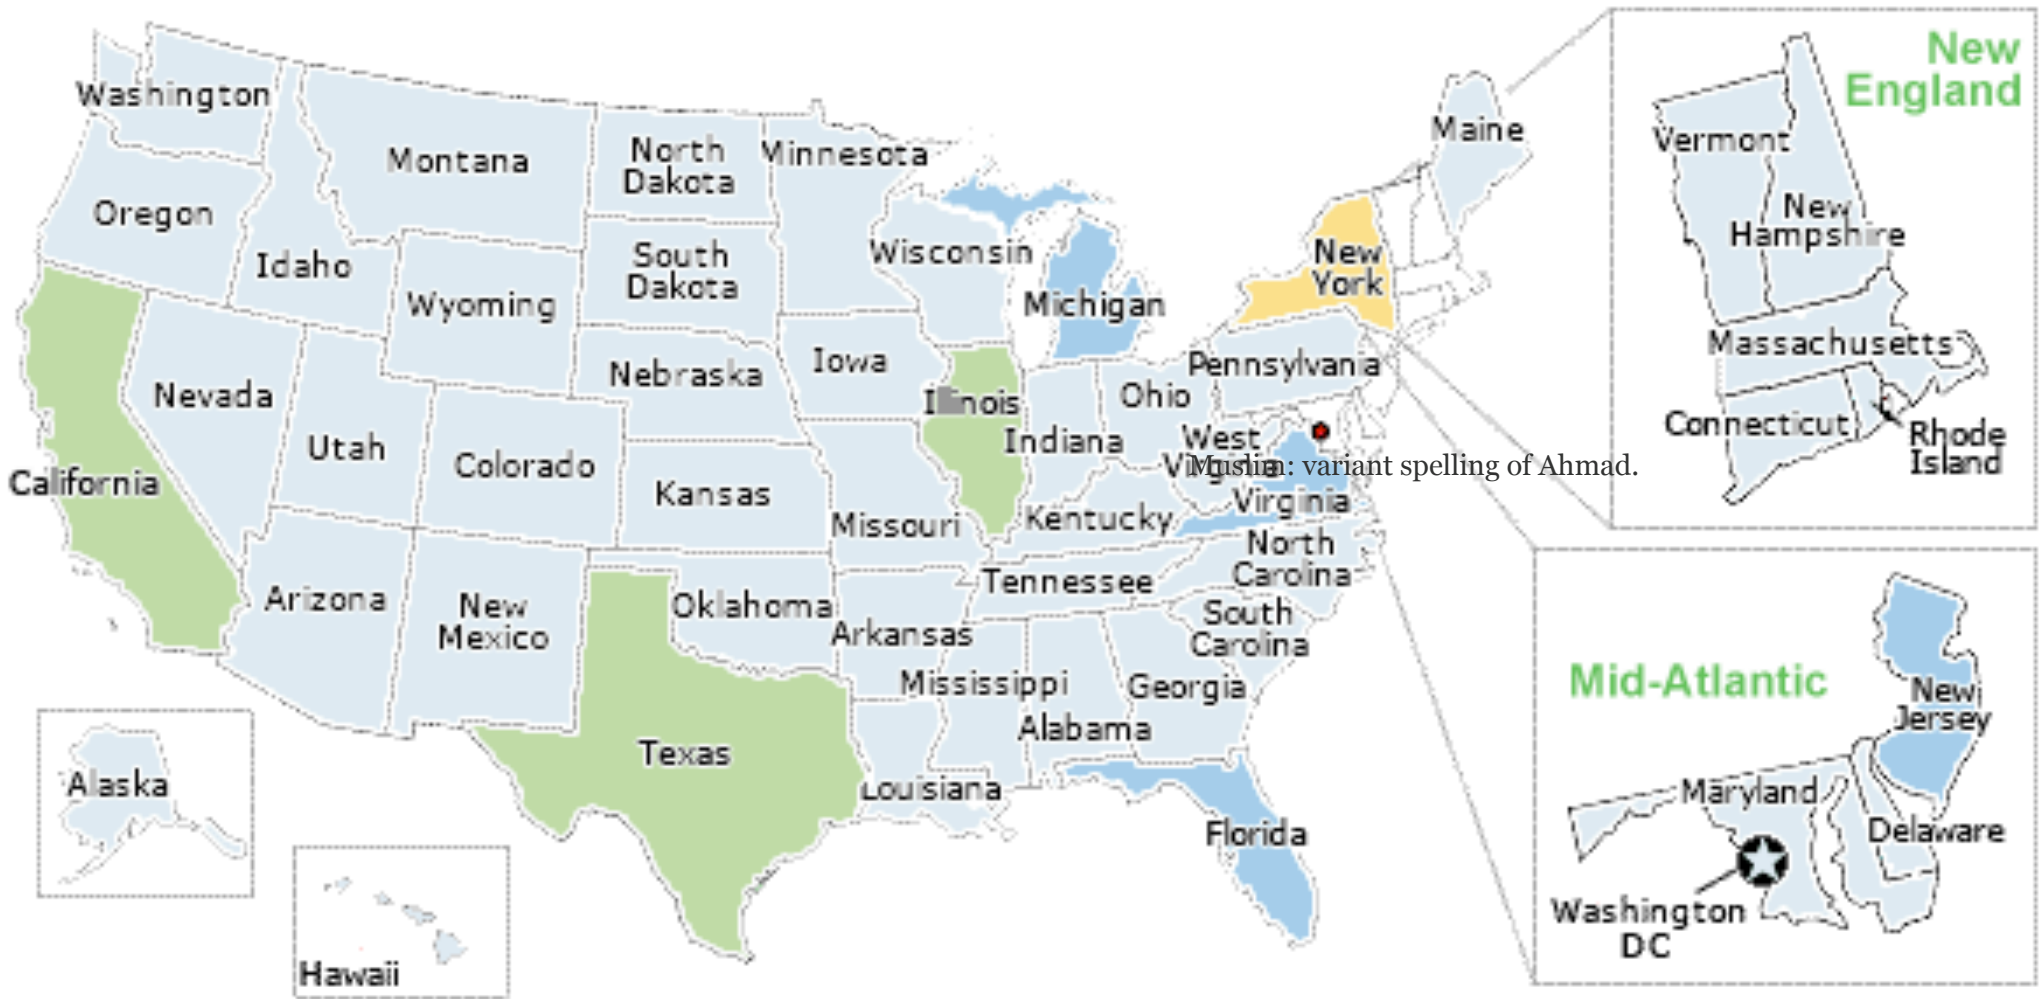 New
England
Washington
Montana
North
Dakota
Minnesota
Maine
Vermont
Oregon
Idaho
South
Dakota
Wisconsin
New
York
New
Hampshire
Wyoming
Michigan
Nevada
Nebraska
Iowa
Pennsylvania
Massachusetts
Utah
Colorado
Illinois
Indiana
Ohio
West
Virginia
Connecticut
Rhode
Island
California
Kansas
Missouri
Kentucky
Virginia
Muslim: variant spelling of Ahmad.
Arizona
New
Mexico
Oklahoma
Arkansas
Tennessee
North
Carolina
South
Carolina
Mississippi
Alabama
Georgia
Mid-Atlantic
New
Jersey
Texas
Louisiana
Florida
Maryland
Delaware
Washington
DC
Alaska
Hawaii